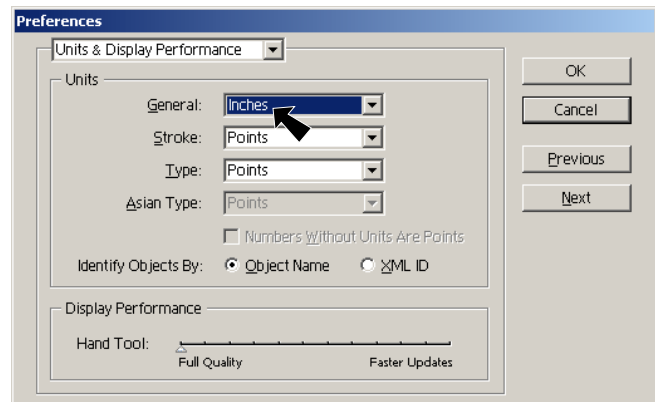 Preferences
Units & Display Performance
OK
Units
General: Inches
Cancel
Stroke: Points
Type: Points
Previous
Asian Type: Points
Next
Numbers Without Units Are Points
Identify Objects By: Object Name XML ID
Display Performance
Hand Tool:
Full Quality Faster Updates